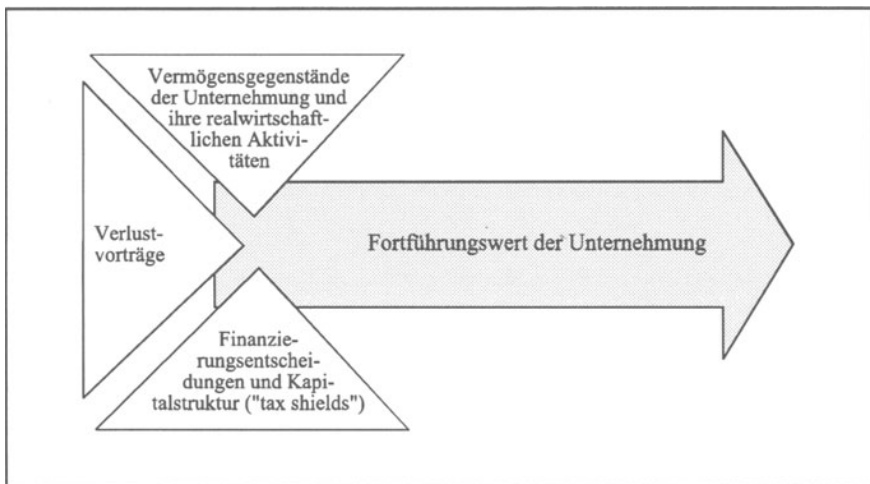 Vermögensgegenstände
der Unternehmung und
ihre realwirtschaft-
lichen Aktivi-
täten
Verlust-
vorträge
Fortführungswert der Unternehmung
Finanzie-
rungsentschei-
dungen und Kapi-
talstruktur ("tax shields")